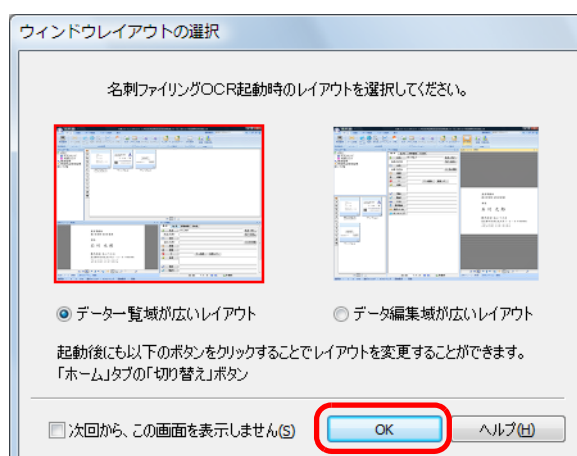 ウィンドウレイアウトの選択
名刺ファイリングOCR起動時のレイアウトを選択してください。
データ一覧域が広いレイアウト
データ編集域が広いレイアウト
起動後にも以下のボタンをクリックすることでレイアウトを変更することができます。
「ホーム」タブの「切り替え」ボタン
次回から、この画面を表示しません(S)
OK
ヘルプ(H)